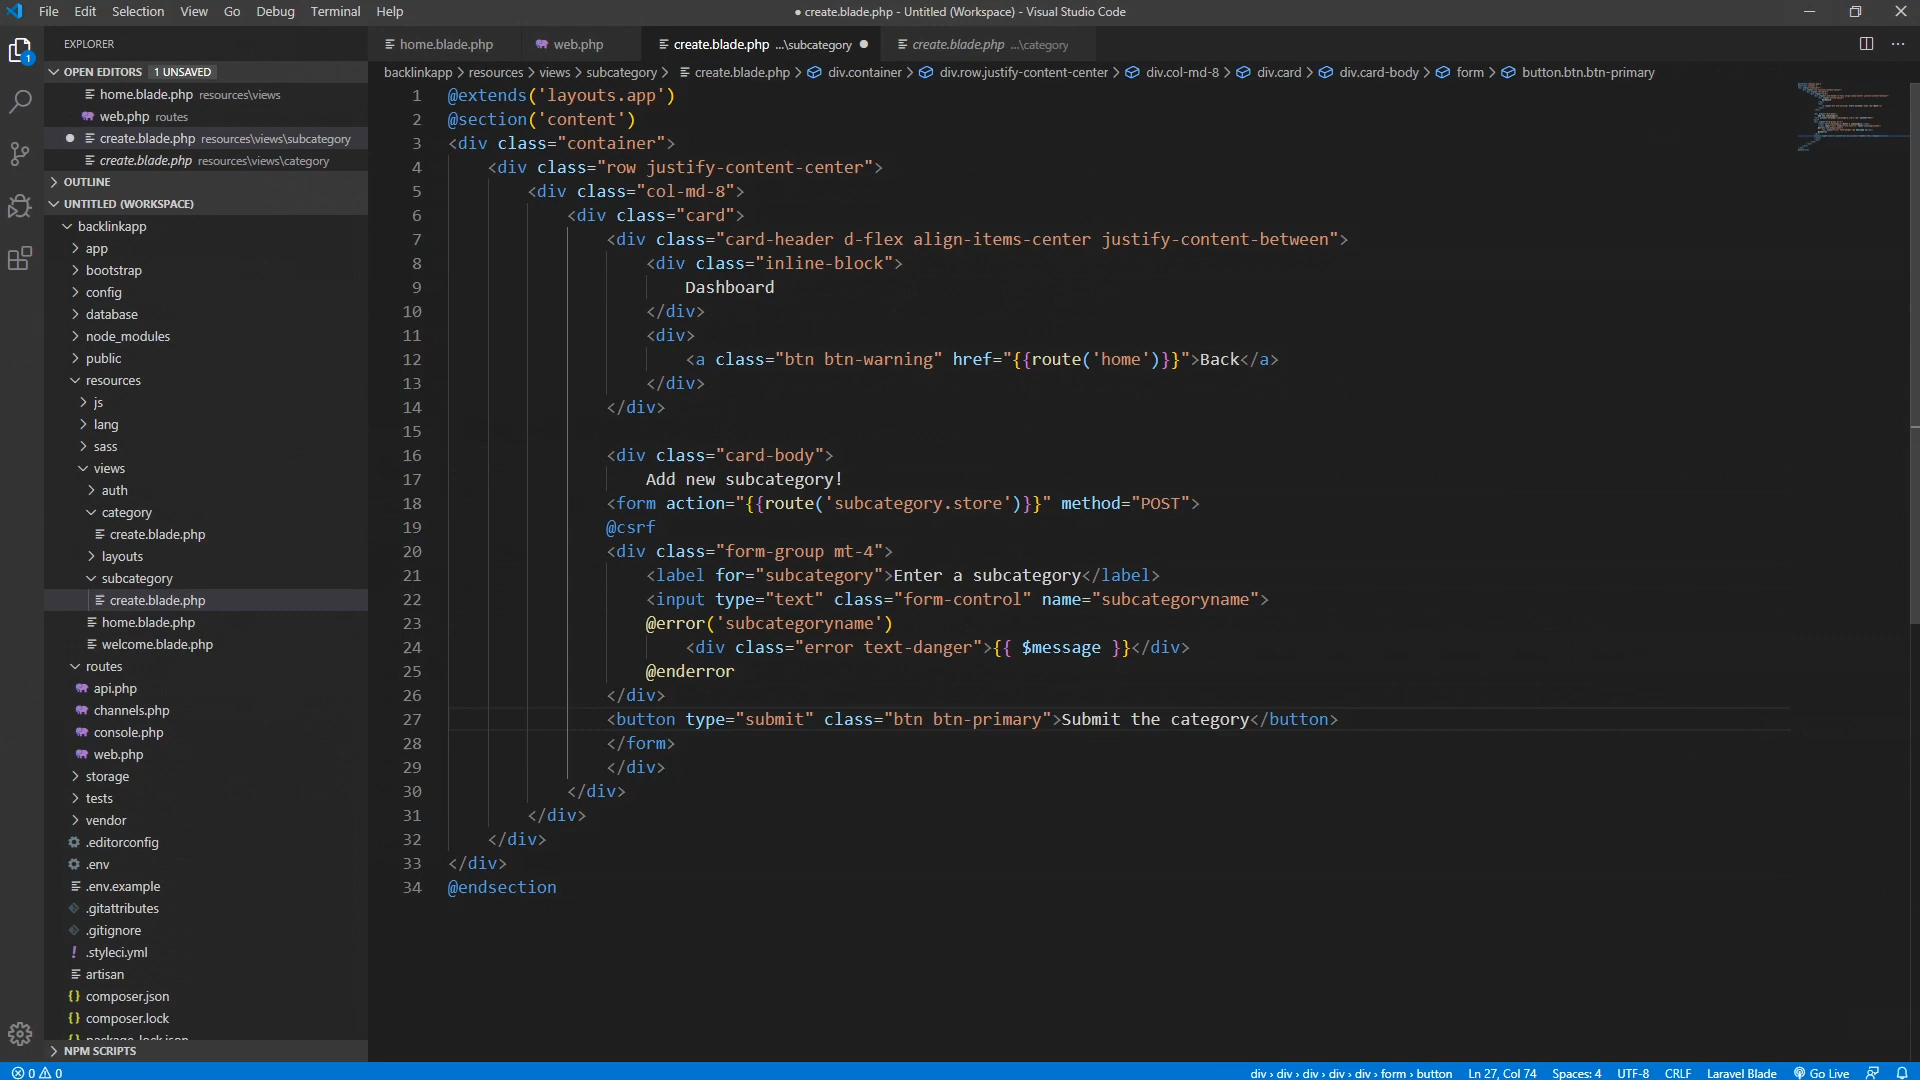 File Edit Selection View Go Debug Terminal Help
● create.blade.php - Untitled (Workspace) - Visual Studio Code
EXPLORER
OPEN EDITORS 1 UNSAVED
home.blade.php resources\views
web.php routes
create.blade.php resources\views\subcategory
create.blade.php resources\views\category
OUTLINE
UNTITLED (WORKSPACE)
backlinkapp
app
bootstrap
config
database
node_modules
public
resources
js
lang
sass
views
auth
category
create.blade.php
layouts
subcategory
create.blade.php
home.blade.php
welcome.blade.php
routes
api.php
channels.php
console.php
web.php
storage
tests
vendor
.editorconfig
.env
.env.example
.gitattributes
.gitignore
.styleci.yml
artisan
composer.json
composer.lock
package-lock.json
NPM SCRIPTS
home.blade.php web.php create.blade.php ...\subcategory create.blade.php ...\category
backlinkapp > resources > views > subcategory > create.blade.php > div.container > div.row.justify-content-center > div.col-md-8 > div.card > div.card-body > form > button.btn.btn-primary
1 @extends('layouts.app')
2 @section('content')
3 <div class="container">
4 <div class="row justify-content-center">
5 <div class="col-md-8">
6 <div class="card">
7 <div class="card-header d-flex align-items-center justify-content-between">
8 <div class="inline-block">
9 Dashboard
10 </div>
11 <div>
12 <a class="btn btn-warning" href="{{route('home')}}">Back</a>
13 </div>
14 </div>
15
16 <div class="card-body">
17 Add new subcategory!
18 <form action="{{route('subcategory.store')}}" method="POST">
19 @csrf
20 <div class="form-group mt-4">
21 <label for="subcategory">Enter a subcategory</label>
22 <input type="text" class="form-control" name="subcategoryname">
23 @error('subcategoryname')
24 <div class="error text-danger">{{ $message }}</div>
25 @enderror
26 </div>
27 <button type="submit" class="btn btn-primary">Submit the category</button>
28 </form>
29 </div>
30 </div>
31 </div>
32 </div>
33 </div>
34 @endsection
0 0 div › div › div › div › div › form › button Ln 27, Col 74 Spaces: 4 UTF-8 CRLF Laravel Blade Go Live